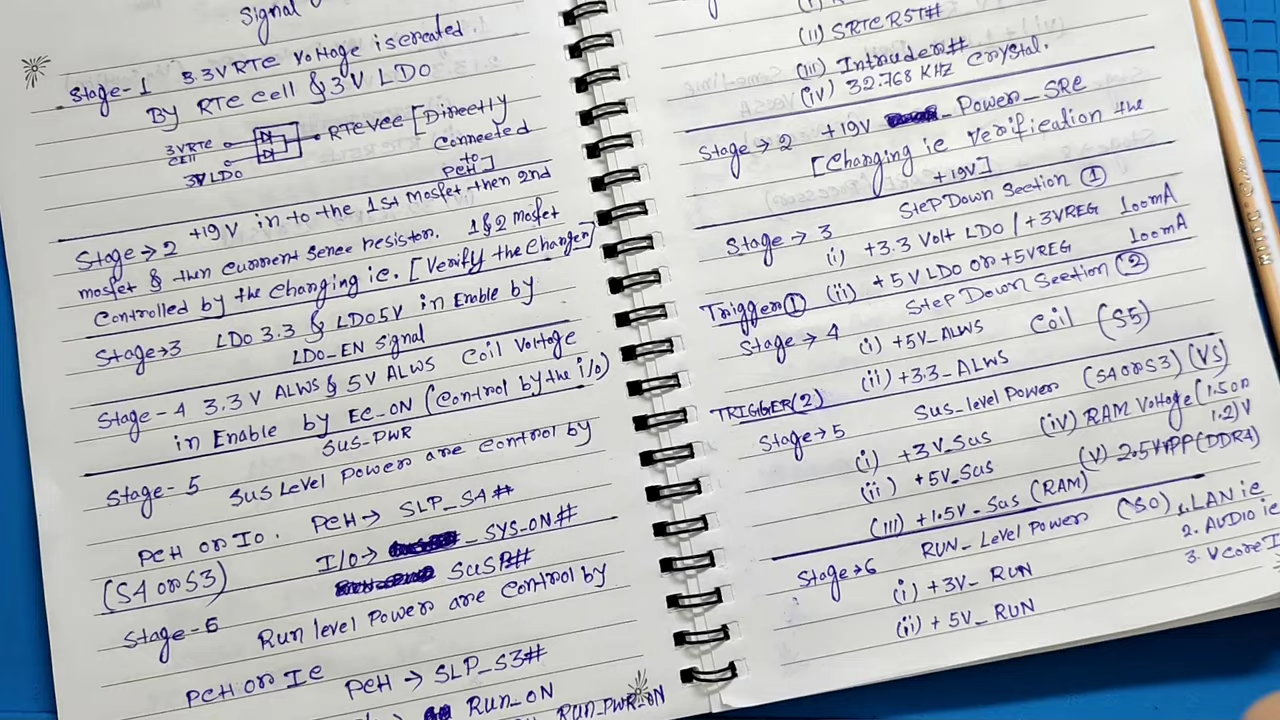 Signal
Stage-1 3.3V RTC Voltage is created.
BY RTC Cell & 3V LDO
3VRTC
CELL
3V LDO
RTCVCC [Directly
Connected
to
PCH]
Stage→2 +19V in to the 1st Mosfet then 2nd
mosfet & then current sense resistor. 1&2 mosfet
Controlled by the Charging ic. [Verify the Charger]
Stage→3 LDO 3.3 & LDO5V in Enable by
LDO_EN Signal
Stage-4 3.3V ALWS & 5V ALWS Coil Voltage
in Enable by EC_ON (Control by the i/o)
SUS_PWR
Stage-5 SUS Level Power are control by
PCH or Io. PCH → SLP_S4#
(S4 or S3) I/O → _SYS_ON#
SUSP#
Stage-6 Run level Power are control by
PCH or Ic PCH → SLP_S3#
Run_ON
RUN_PWR_ON
(ii) SRTCRST#
(iii) Intruder#
(iv) 32.768 KHZ Crystal.
Stage→2 +19V _Power_SRC
[Charging ic Verification the
+19V]
Stage→3 Step Down Section ①
i) +3.3 Volt LDO / +3VREG 100mA
Trigger① (ii) +5V LDO or +5VREG 100mA
Stage→4 Step Down Section ②
(i) +5V_ALWS Coil (S5)
(ii) +3.3_ALWS
TRIGGER(2)
Stage→5 Sus_level Power (S4 or S3) (VS)
(i) +3V_Sus (iv) RAM Voltage (1.5 or
1.2)V
(ii) +5V_Sus (v) 2.5V VPP (DDR4)
(iii) +1.5V_Sus (RAM)
Stage→6 RUN_Level Power (S0) 1. LAN ic
(i) +3V_RUN 2. AUDIO ic
(ii) +5V_RUN 3. Vcore I